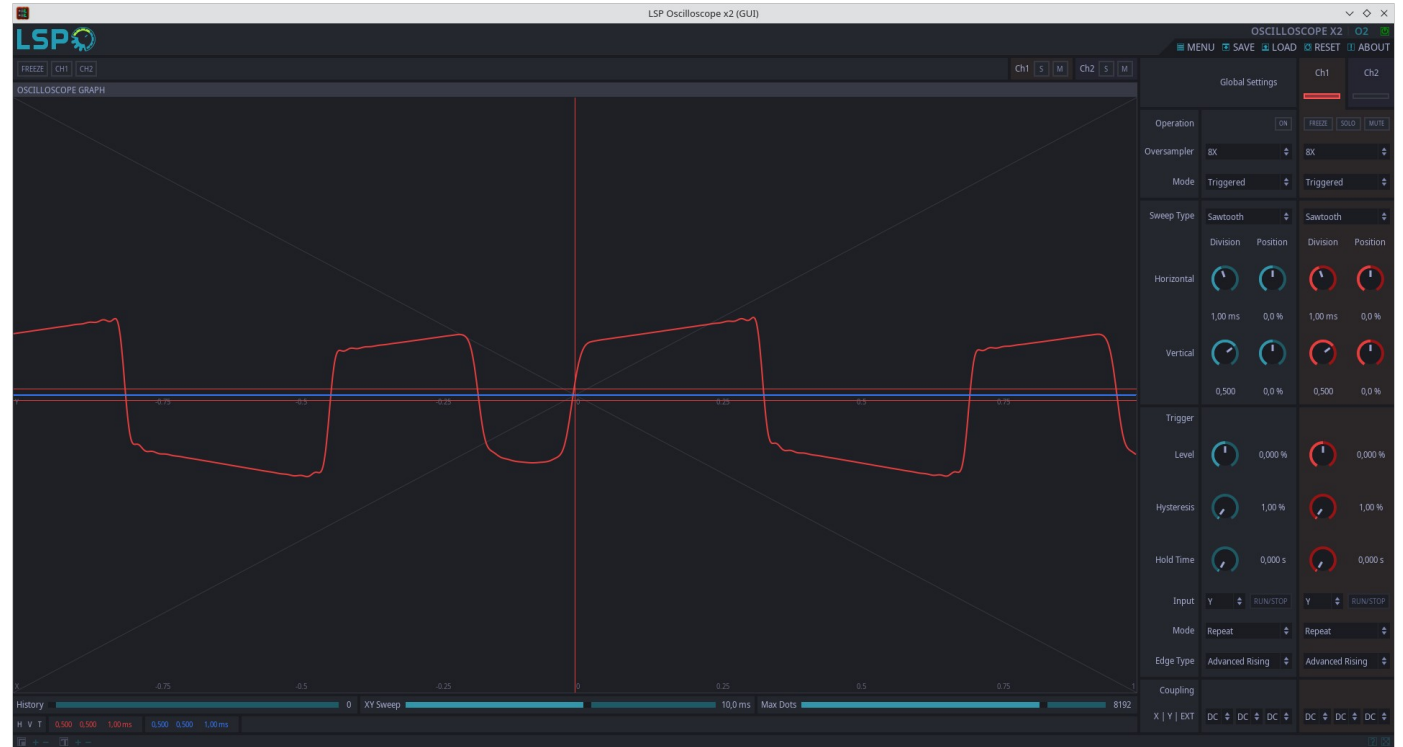 LSP Oscilloscope x2 (GUI)
LSP
OSCILLOSCOPE X2 O2
MENU SAVE LOAD RESET ABOUT
FREEZE CH1 CH2
Ch1 S M Ch2 S M
OSCILLOSCOPE GRAPH
Global Settings Ch1 Ch2
Operation ON FREEZE SOLO MUTE
Oversampler 8X 8X
Mode Triggered Triggered
Sweep Type Sawtooth Sawtooth
Division Position Division Position
Horizontal
1,00 ms 0,0 % 1,00 ms 0,0 %
Vertical
0,500 0,0 % 0,500 0,0 %
Y -0.75 -0.5 -0.25 0 0.25 0.5 0.75
Trigger
Level 0,000 % 0,000 %
Hysteresis 1,00 % 1,00 %
Hold Time 0,000 s 0,000 s
Input Y RUN/STOP Y RUN/STOP
Mode Repeat Repeat
Edge Type Advanced Rising Advanced Rising
X -0.75 -0.5 -0.25 0 0.25 0.5 0.75 1
Coupling
History 0 XY Sweep 10,0 ms Max Dots 8192
X | Y | EXT DC DC DC DC DC DC
H V T 0,500 0,500 1,00 ms 0,500 0,500 1,00 ms